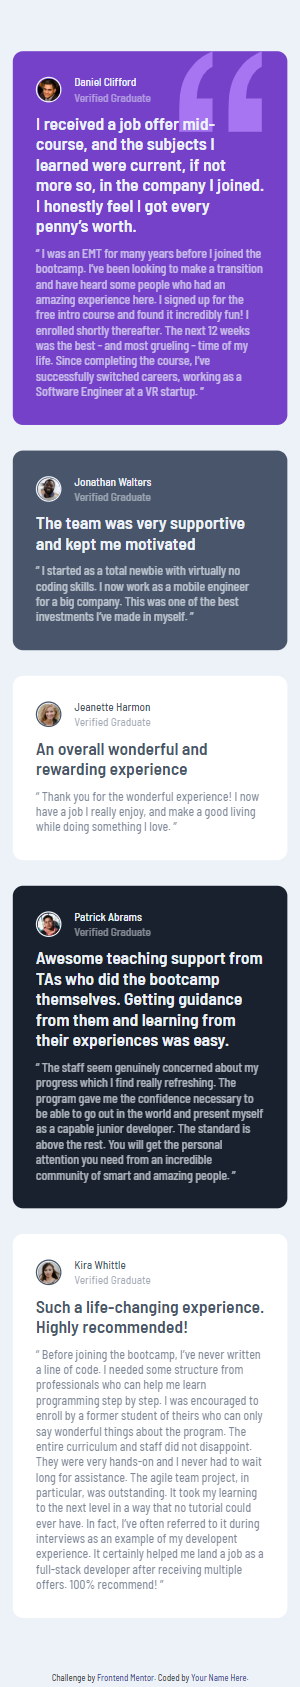 Daniel Clifford
Verified Graduate
I received a job offer mid-
course, and the subjects I
learned were current, if not
more so, in the company I joined.
I honestly feel I got every
penny's worth.
“ I was an EMT for many years before I joined the
bootcamp. I've been looking to make a transition
and have heard some people who had an
amazing experience here. I signed up for the
free intro course and found it incredibly fun! I
enrolled shortly thereafter. The next 12 weeks
was the best - and most grueling - time of my
life. Since completing the course, I've
successfully switched careers, working as a
Software Engineer at a VR startup. ”
Jonathan Walters
Verified Graduate
The team was very supportive
and kept me motivated
“ I started as a total newbie with virtually no
coding skills. I now work as a mobile engineer
for a big company. This was one of the best
investments I've made in myself. ”
Jeanette Harmon
Verified Graduate
An overall wonderful and
rewarding experience
“ Thank you for the wonderful experience! I now
have a job I really enjoy, and make a good living
while doing something I love. ”
Patrick Abrams
Verified Graduate
Awesome teaching support from
TAs who did the bootcamp
themselves. Getting guidance
from them and learning from
their experiences was easy.
“ The staff seem genuinely concerned about my
progress which I find really refreshing. The
program gave me the confidence necessary to
be able to go out in the world and present myself
as a capable junior developer. The standard is
above the rest. You will get the personal
attention you need from an incredible
community of smart and amazing people. ”
Kira Whittle
Verified Graduate
Such a life-changing experience.
Highly recommended!
“ Before joining the bootcamp, I've never written
a line of code. I needed some structure from
professionals who can help me learn
programming step by step. I was encouraged to
enroll by a former student of theirs who can only
say wonderful things about the program. The
entire curriculum and staff did not disappoint.
They were very hands-on and I never had to wait
long for assistance. The agile team project, in
particular, was outstanding. It took my learning
to the next level in a way that no tutorial could
ever have. In fact, I've often referred to it during
interviews as an example of my developent
experience. It certainly helped me land a job as a
full-stack developer after receiving multiple
offers. 100% recommend! ”
Challenge by Frontend Mentor. Coded by Your Name Here.